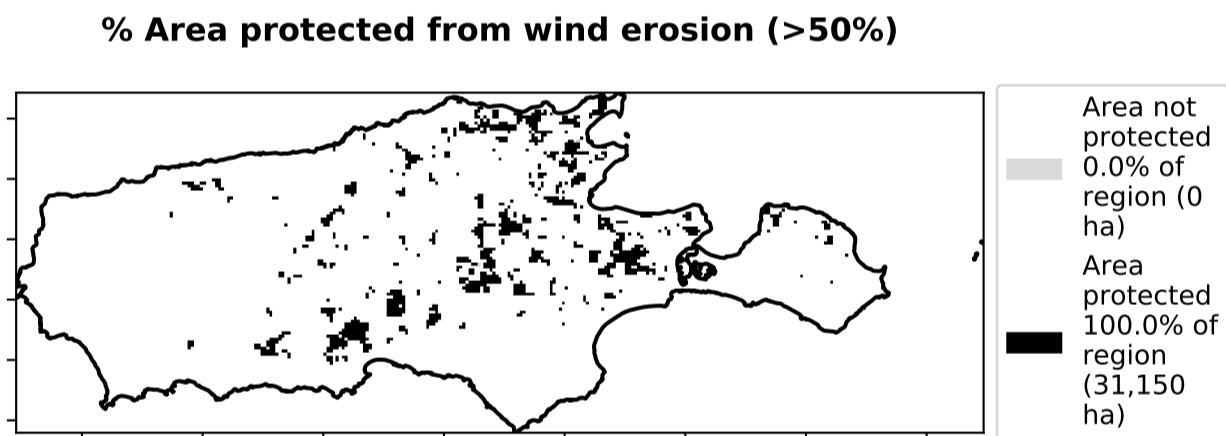 % Area protected from wind erosion (>50%)
Area not
protected
0.0% of
region (0
ha)
Area
protected
100.0% of
region
(31,150
ha)